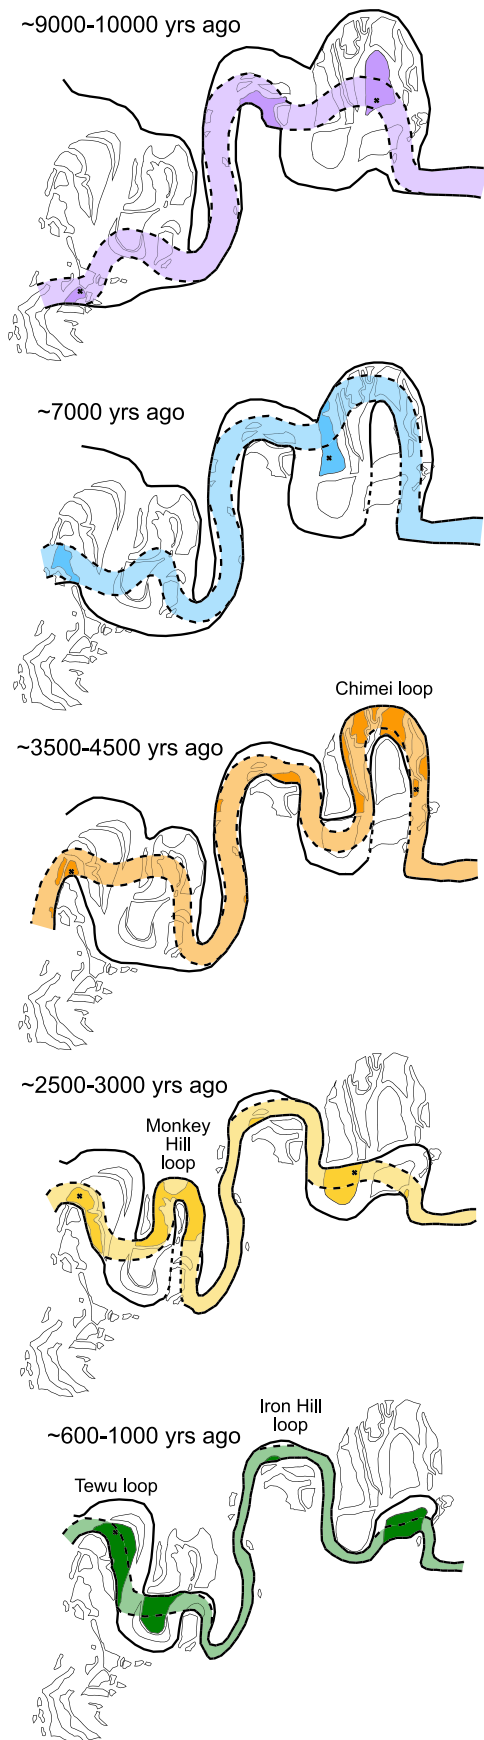 ~9000-10000 yrs ago
~7000 yrs ago
Chimei loop
~3500-4500 yrs ago
~2500-3000 yrs ago
Monkey
Hill
loop
Iron Hill
loop
~600-1000 yrs ago
Tewu loop